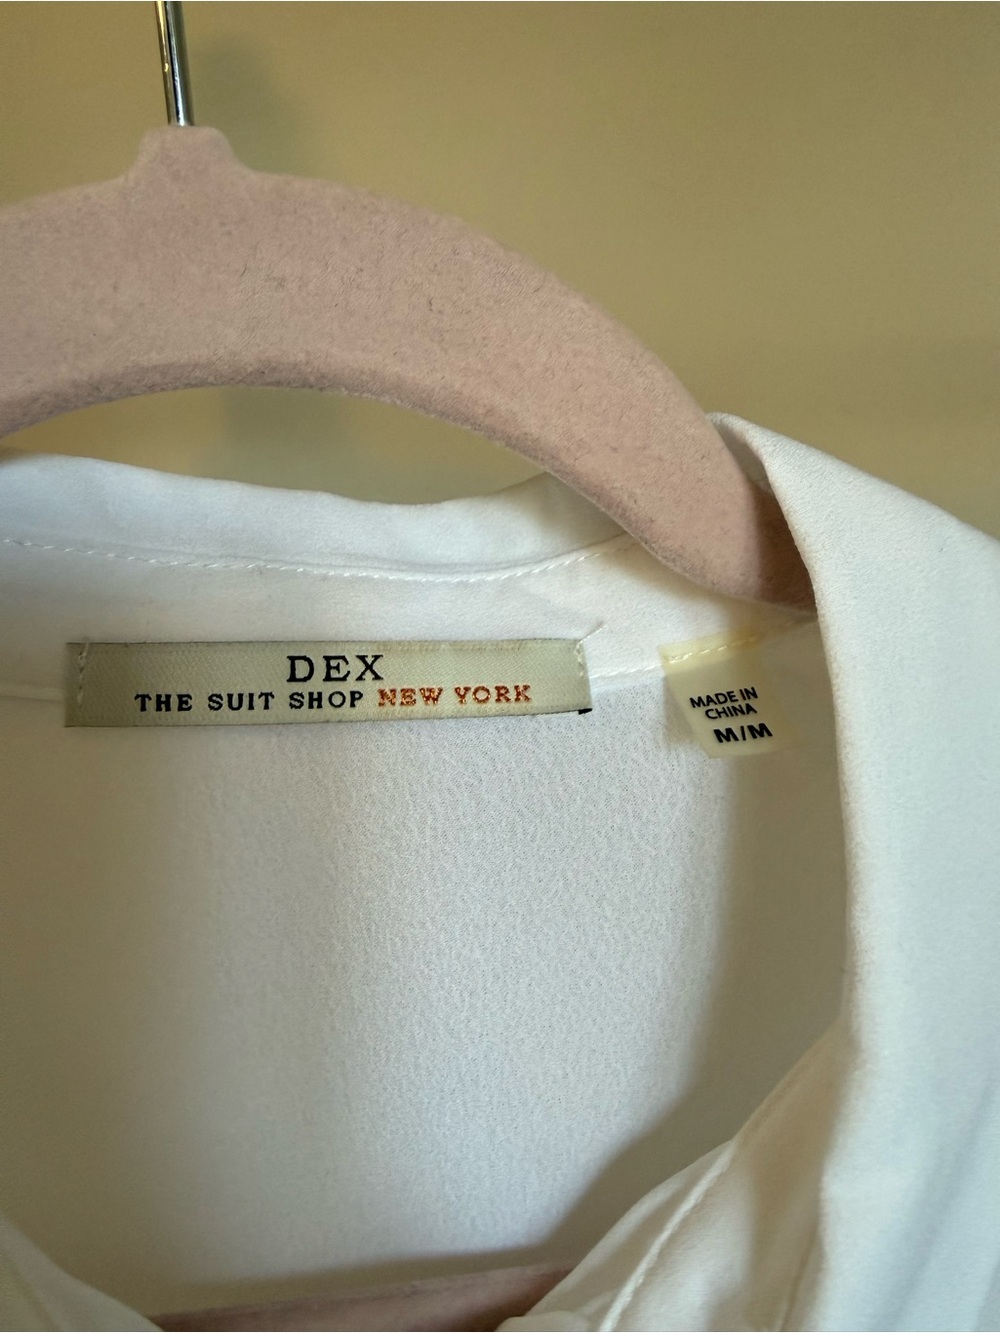 DEX
THE SUIT SHOP NEW YORK
MADE IN
CHINA
M/M